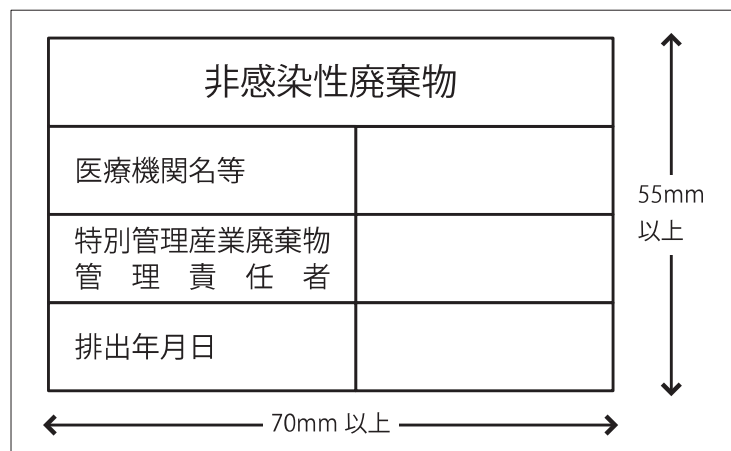 非感染性廃棄物
医療機関名等
特別管理産業廃棄物
管理責任者
排出年月日
55mm
以上
70mm 以上